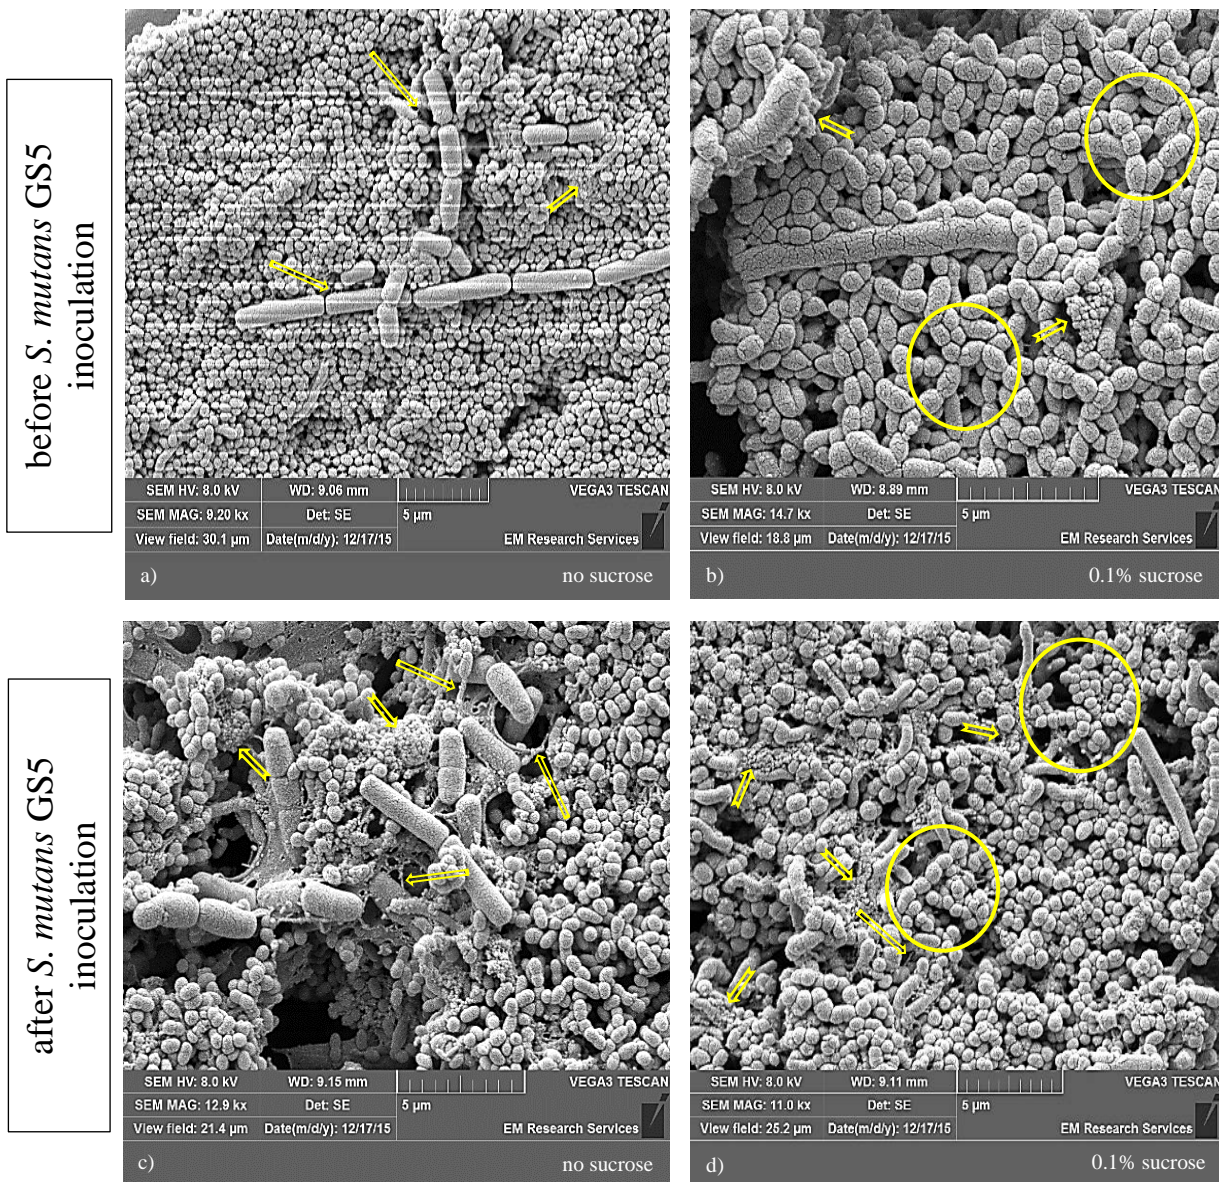 before S. mutans GS5
inoculation
SEM HV: 8.0 kV WD: 9.06 mm VEGA3 TESCAN
SEM MAG: 9.20 kx Det: SE 5 µm
View field: 30.1 µm Date(m/d/y): 12/17/15 EM Research Services
a) no sucrose
SEM HV: 8.0 kV WD: 8.89 mm VEGA3 TESCAN
SEM MAG: 14.7 kx Det: SE 5 µm
View field: 18.8 µm Date(m/d/y): 12/17/15 EM Research Services
b) 0.1% sucrose
after S. mutans GS5
inoculation
SEM HV: 8.0 kV WD: 9.15 mm VEGA3 TESCAN
SEM MAG: 12.9 kx Det: SE 5 µm
View field: 21.4 µm Date(m/d/y): 12/17/15 EM Research Services
c) no sucrose
SEM HV: 8.0 kV WD: 9.11 mm VEGA3 TESCAN
SEM MAG: 11.0 kx Det: SE 5 µm
View field: 25.2 µm Date(m/d/y): 12/17/15 EM Research Services
d) 0.1% sucrose